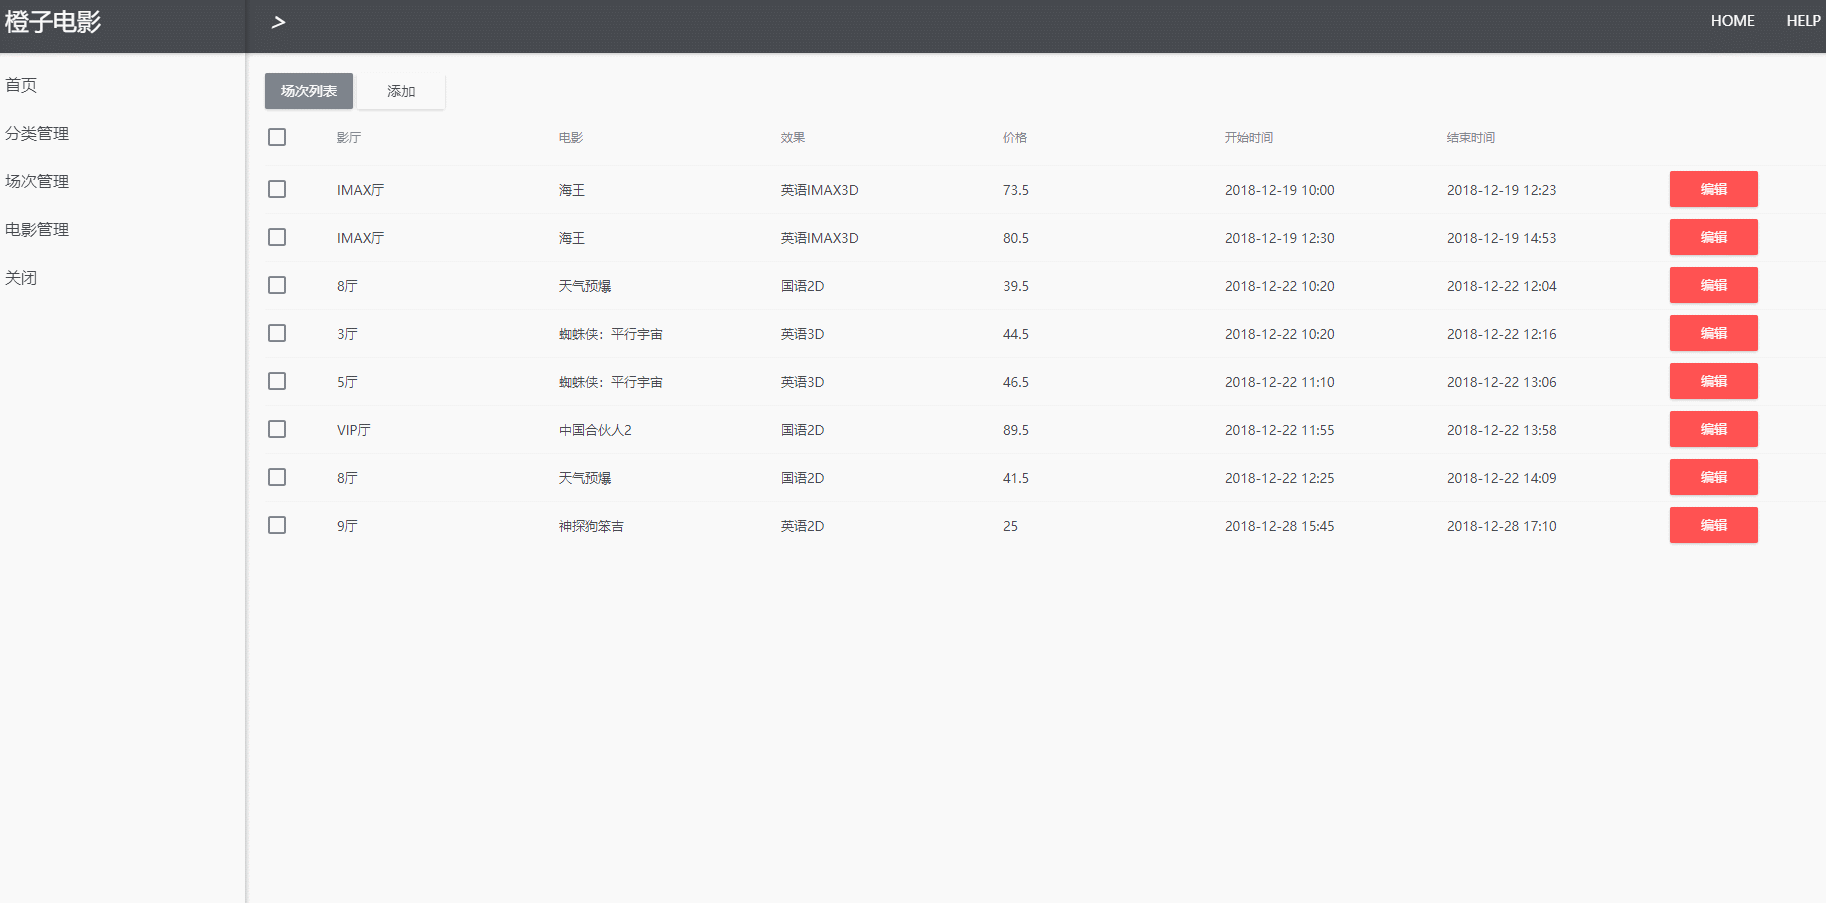 橙子电影 > HOME HELP
首页
分类管理
场次管理
电影管理
关闭
场次列表 添加
影厅 电影 效果 价格 开始时间 结束时间
IMAX厅 海王 英语IMAX3D 73.5 2018-12-19 10:00 2018-12-19 12:23 编辑
IMAX厅 海王 英语IMAX3D 80.5 2018-12-19 12:30 2018-12-19 14:53 编辑
8厅 天气预爆 国语2D 39.5 2018-12-22 10:20 2018-12-22 12:04 编辑
3厅 蜘蛛侠：平行宇宙 英语3D 44.5 2018-12-22 10:20 2018-12-22 12:16 编辑
5厅 蜘蛛侠：平行宇宙 英语3D 46.5 2018-12-22 11:10 2018-12-22 13:06 编辑
VIP厅 中国合伙人2 国语2D 89.5 2018-12-22 11:55 2018-12-22 13:58 编辑
8厅 天气预爆 国语2D 41.5 2018-12-22 12:25 2018-12-22 14:09 编辑
9厅 神探狗笨吉 英语2D 25 2018-12-28 15:45 2018-12-28 17:10 编辑